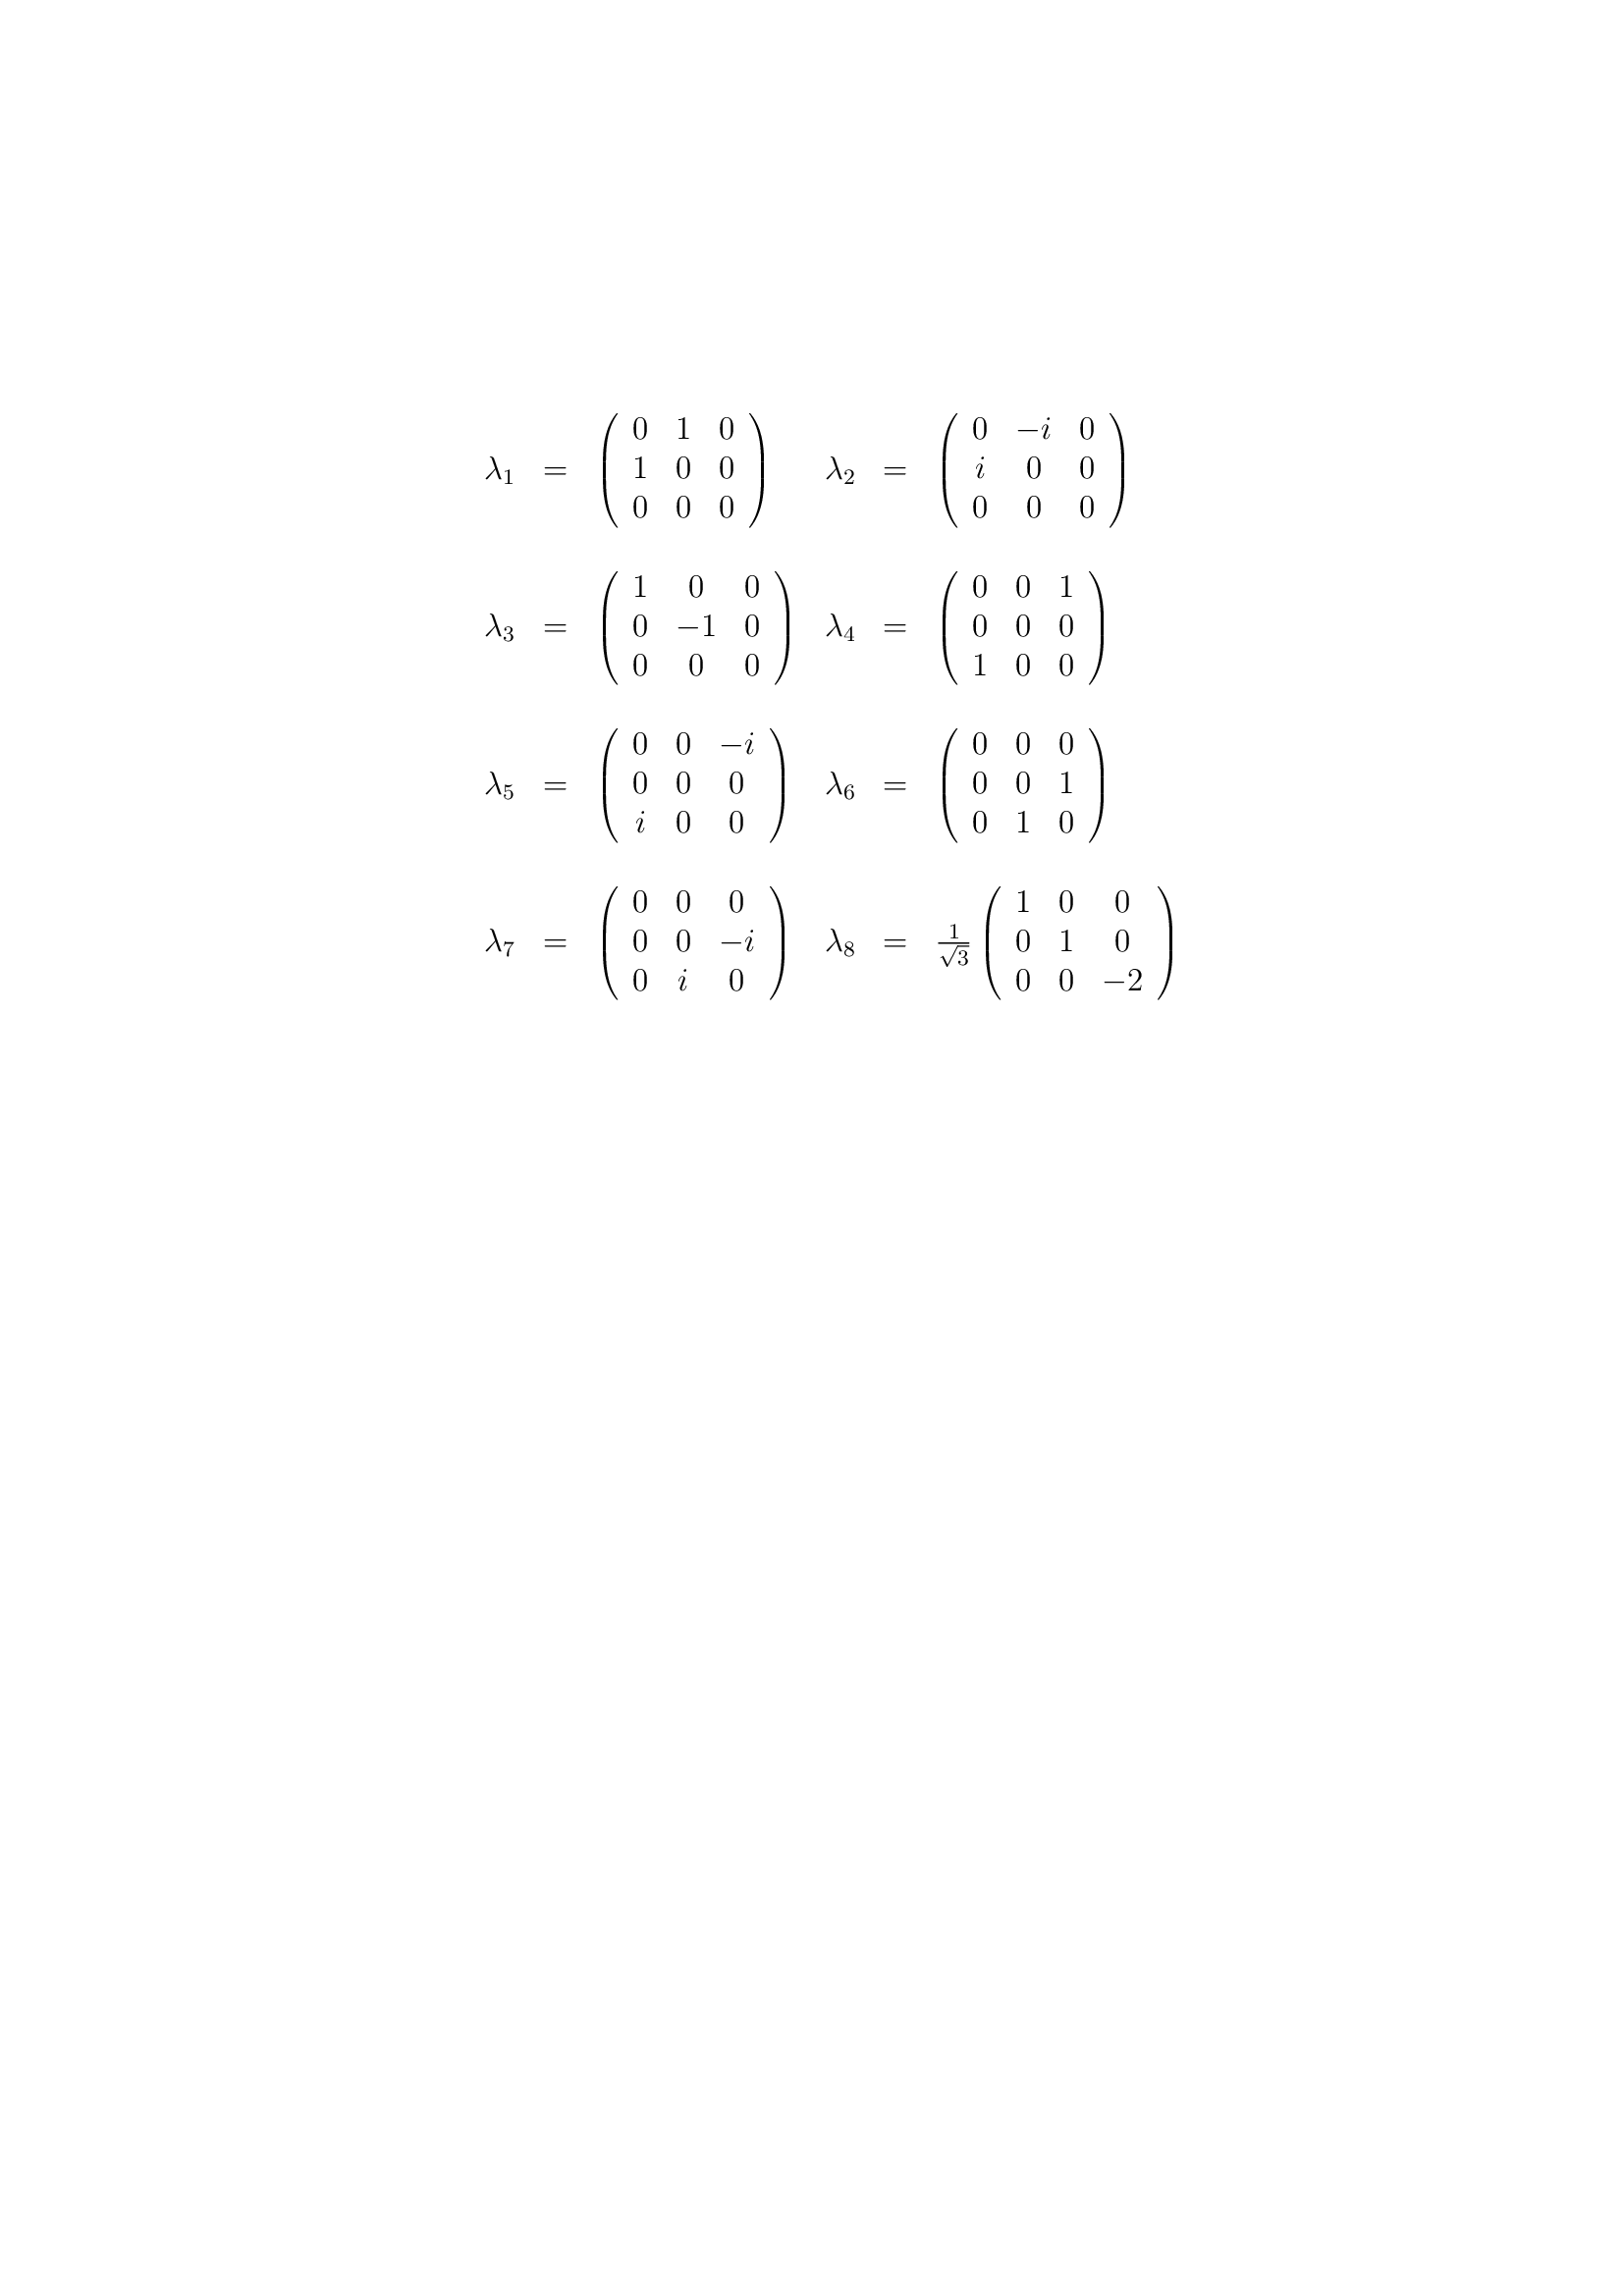 0 1 0 0 −i 0
λ₁ = ( 1 0 0 ) λ₂ = ( i 0 0 )
0 0 0 0 0 0
1 0 0 0 0 1
λ₃ = ( 0 −1 0 ) λ₄ = ( 0 0 0 )
0 0 0 1 0 0
0 0 −i 0 0 0
λ₅ = ( 0 0 0 ) λ₆ = ( 0 0 1 )
i 0 0 0 1 0
0 0 0 1 0 0
λ₇ = ( 0 0 −i ) λ₈ = 1/√3 ( 0 1 0 )
0 i 0 0 0 −2